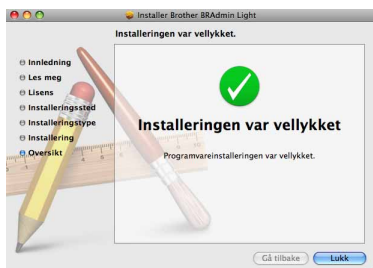 Installer Brother BRAdmin Light
Installeringen var vellykket.
Innledning
Les meg
Lisens
Installeringssted
Installeringstype
Installering
Oversikt
Installeringen var vellykket
Programvareinstalleringen var vellykket.
Gå tilbake
Lukk